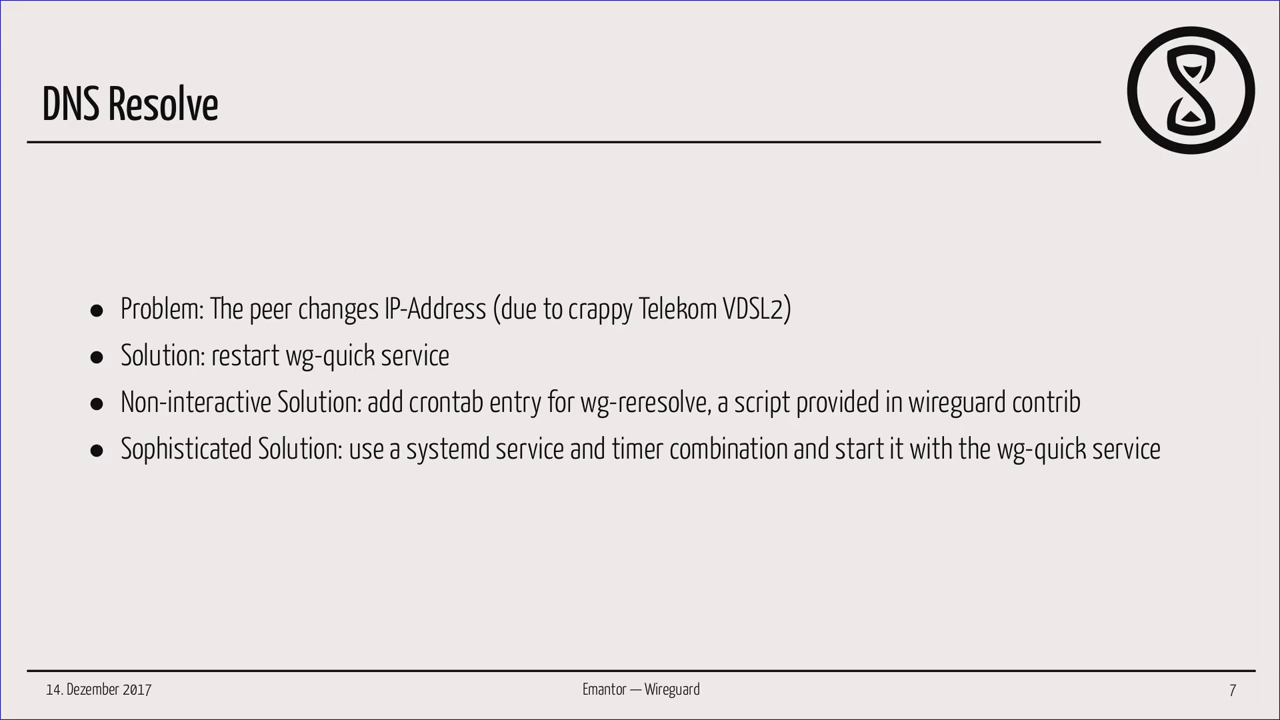 DNS Resolve
● Problem: The peer changes IP-Address (due to crappy Telekom VDSL2)
● Solution: restart wg-quick service
● Non-interactive Solution: add crontab entry for wg-reresolve, a script provided in wireguard contrib
● Sophisticated Solution: use a systemd service and timer combination and start it with the wg-quick service
14. Dezember 2017
Emantor — Wireguard
7